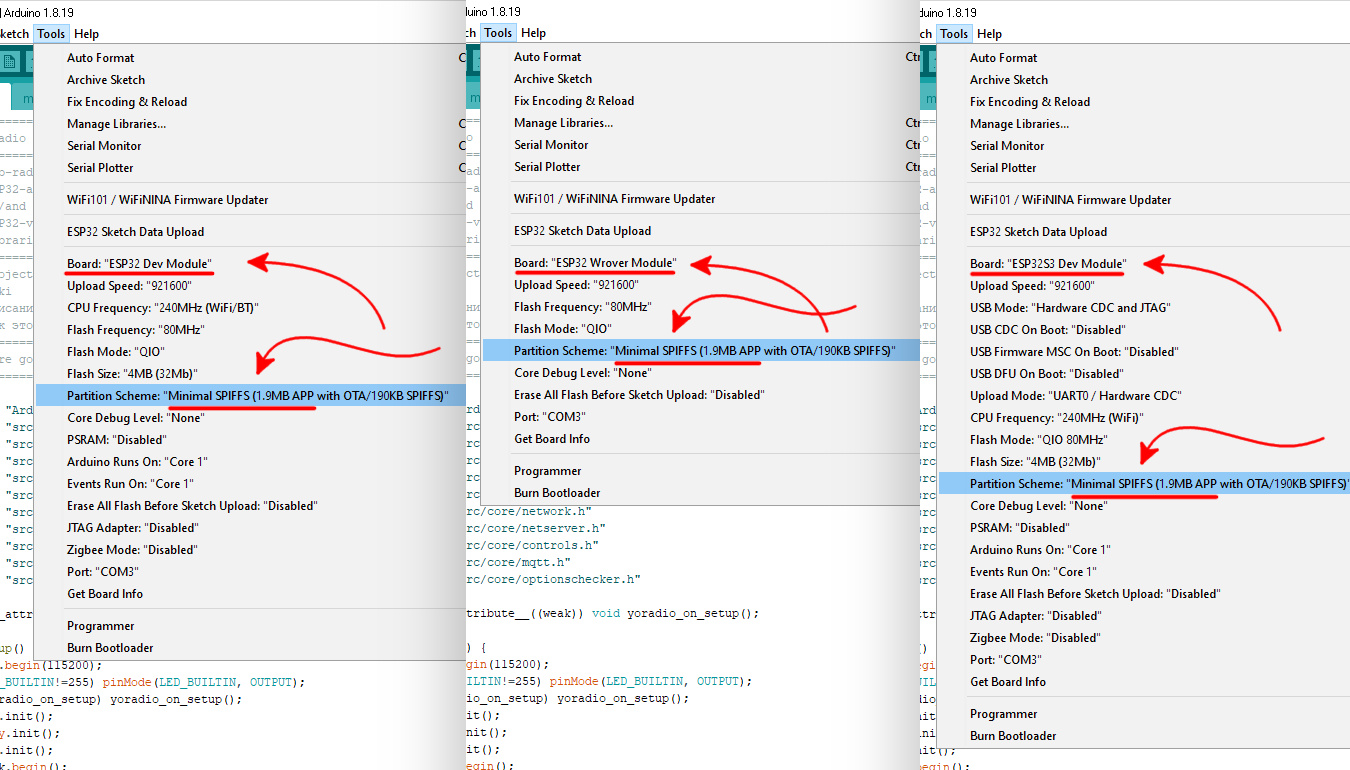 Arduino 1.8.19
Sketch Tools Help
Auto Format
Archive Sketch
Fix Encoding & Reload
Manage Libraries...
Serial Monitor
Serial Plotter
WiFi101 / WiFiNINA Firmware Updater
ESP32 Sketch Data Upload
Board: "ESP32 Dev Module"
Upload Speed: "921600"
CPU Frequency: "240MHz (WiFi/BT)"
Flash Frequency: "80MHz"
Flash Mode: "QIO"
Flash Size: "4MB (32Mb)"
Partition Scheme: "Minimal SPIFFS (1.9MB APP with OTA/190KB SPIFFS)"
Core Debug Level: "None"
PSRAM: "Disabled"
Arduino Runs On: "Core 1"
Events Run On: "Core 1"
Erase All Flash Before Sketch Upload: "Disabled"
JTAG Adapter: "Disabled"
Zigbee Mode: "Disabled"
Port: "COM3"
Get Board Info
Programmer
Burn Bootloader
.begin(115200);
_BUILTIN!=255) pinMode(LED_BUILTIN, OUTPUT);
radio_on_setup) yoradio_on_setup();
.init();
y.init();
.init();
k.begin();
duino 1.8.19
Tools Help
Auto Format
Archive Sketch
Fix Encoding & Reload
Manage Libraries...
Serial Monitor
Serial Plotter
WiFi101 / WiFiNINA Firmware Updater
ESP32 Sketch Data Upload
Board: "ESP32 Wrover Module"
Upload Speed: "921600"
Flash Frequency: "80MHz"
Flash Mode: "QIO"
Partition Scheme: "Minimal SPIFFS (1.9MB APP with OTA/190KB SPIFFS)"
Core Debug Level: "None"
Erase All Flash Before Sketch Upload: "Disabled"
Port: "COM3"
Get Board Info
Programmer
Burn Bootloader
rc/core/network.h"
rc/core/netserver.h"
rc/core/controls.h"
rc/core/mqtt.h"
rc/core/optionschecker.h"
tribute__((weak)) void yoradio_on_setup();
) {
gin(115200);
ILTIN!=255) pinMode(LED_BUILTIN, OUTPUT);
io_on_setup) yoradio_on_setup();
it();
nit();
it();
egin();
duino 1.8.19
Tools Help
Auto Format
Archive Sketch
Fix Encoding & Reload
Manage Libraries...
Serial Monitor
Serial Plotter
WiFi101 / WiFiNINA Firmware Updater
ESP32 Sketch Data Upload
Board: "ESP32S3 Dev Module"
Upload Speed: "921600"
USB Mode: "Hardware CDC and JTAG"
USB CDC On Boot: "Disabled"
USB Firmware MSC On Boot: "Disabled"
USB DFU On Boot: "Disabled"
Upload Mode: "UART0 / Hardware CDC"
CPU Frequency: "240MHz (WiFi)"
Flash Mode: "QIO 80MHz"
Flash Size: "4MB (32Mb)"
Partition Scheme: "Minimal SPIFFS (1.9MB APP with OTA/190KB SPIFFS)"
Core Debug Level: "None"
PSRAM: "Disabled"
Arduino Runs On: "Core 1"
Events Run On: "Core 1"
Erase All Flash Before Sketch Upload: "Disabled"
JTAG Adapter: "Disabled"
Zigbee Mode: "Disabled"
Port: "COM3"
Get Board Info
Programmer
Burn Bootloader
it();
egin();